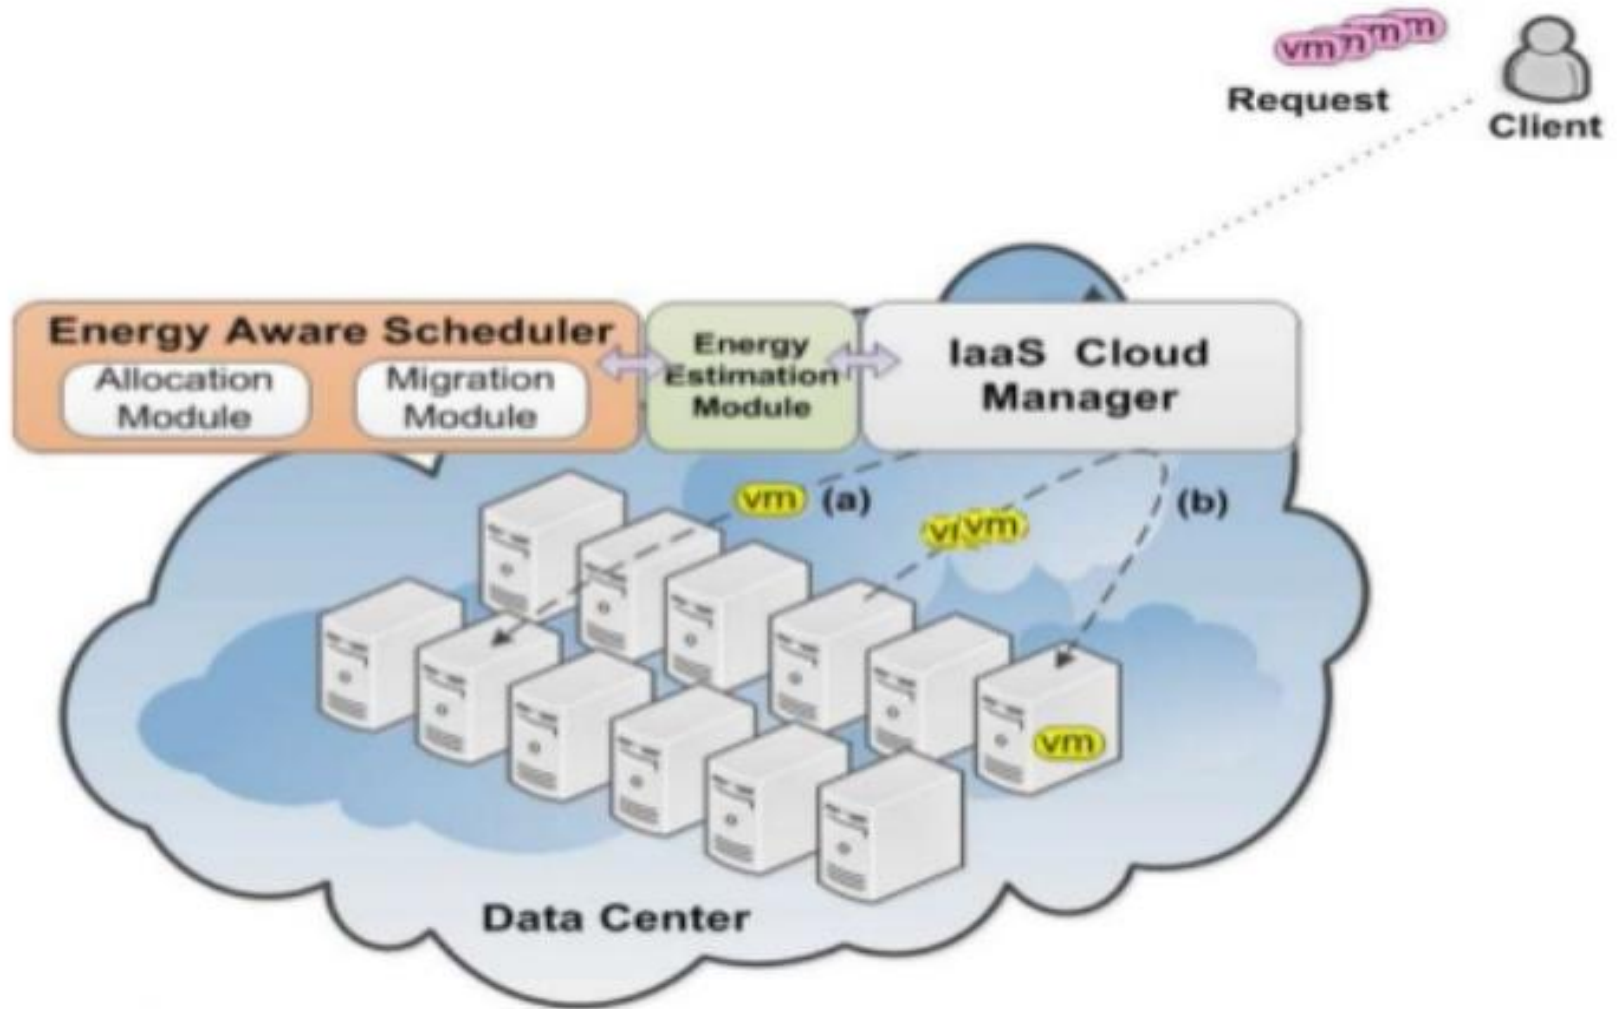 vm
Request
Client
Energy Aware Scheduler
Allocation
Module
Migration
Module
Energy
Estimation
Module
IaaS Cloud
Manager
vm (a)
vm
(b)
vm
Data Center